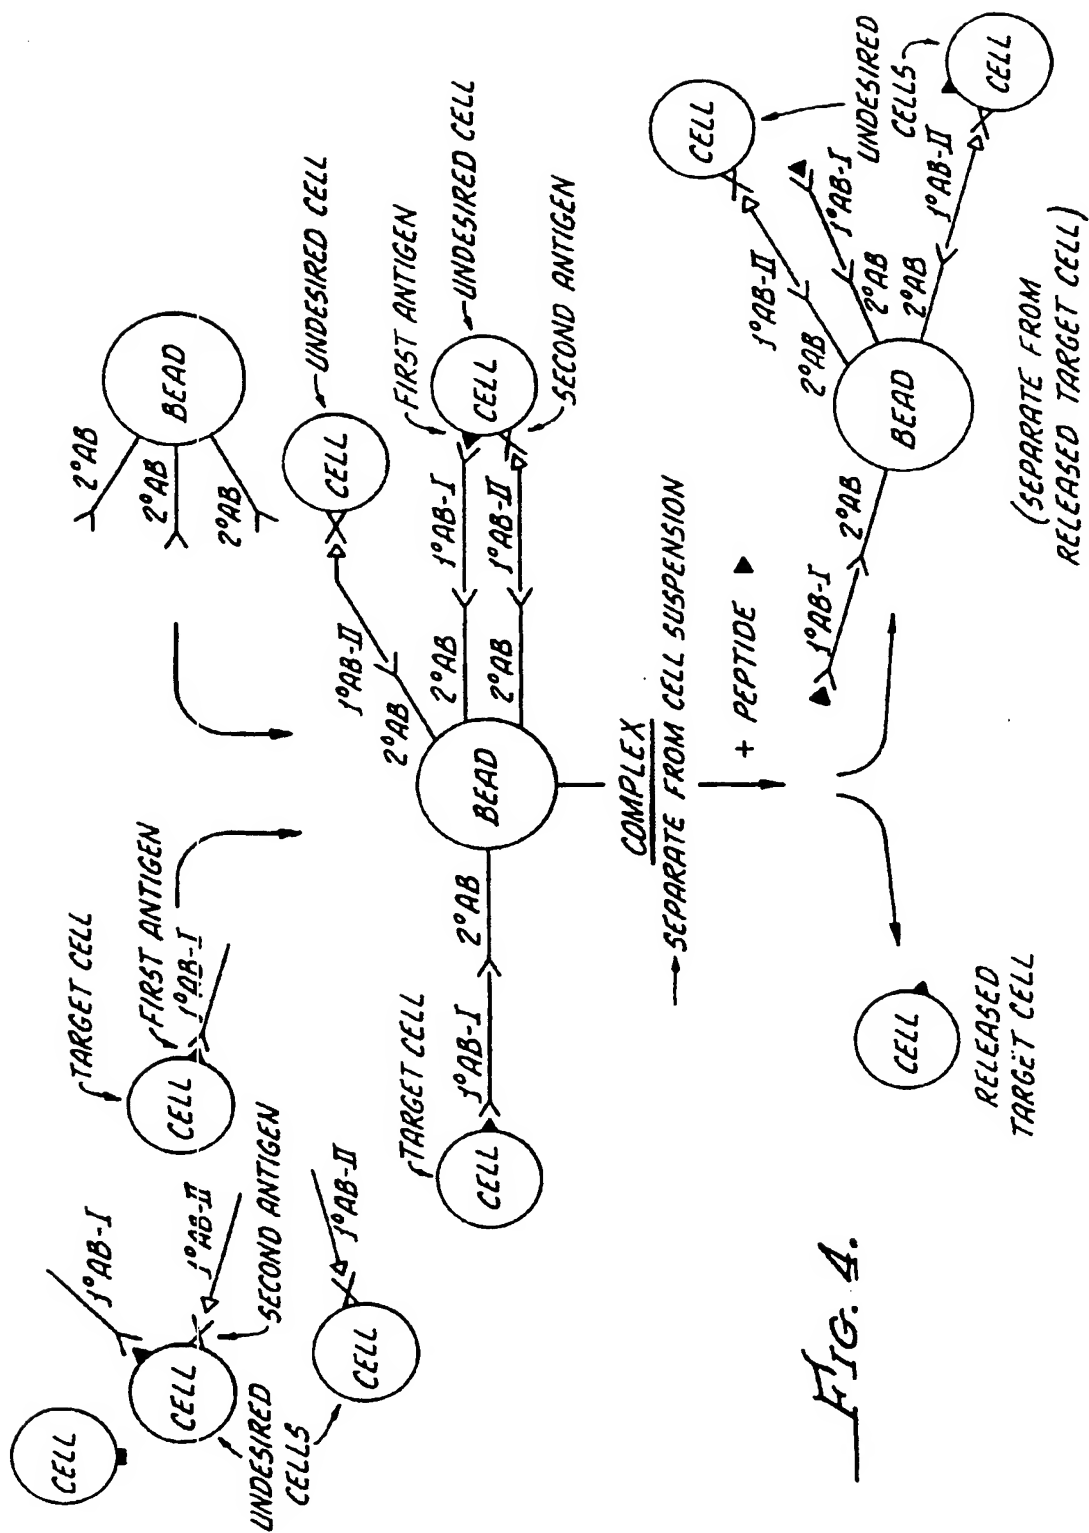 CELL
1°AB-I
CELL
1°AB-II
SECOND ANTIGEN
UNDESIRED
CELLS
CELL
1°AB-II
TARGET CELL
FIRST ANTIGEN
1°AB-I
CELL
2°AB
2°AB
2°AB
BEAD
TARGET CELL
CELL
1°AB-I
2°AB
BEAD
2°AB
1°AB-II
CELL
UNDESIRED CELL
2°AB
1°AB-I
FIRST ANTIGEN
CELL
UNDESIRED CELL
2°AB
1°AB-II
SECOND ANTIGEN
COMPLEX
SEPARATE FROM CELL SUSPENSION
+ PEPTIDE
CELL
RELEASED
TARGET CELL
1°AB-I
2°AB
BEAD
2°AB
1°AB-II
CELL
2°AB
1°AB-I
UNDESIRED
CELLS
2°AB
1°AB-II
CELL
(SEPARATE FROM
RELEASED TARGET CELL)
FIG. 4.